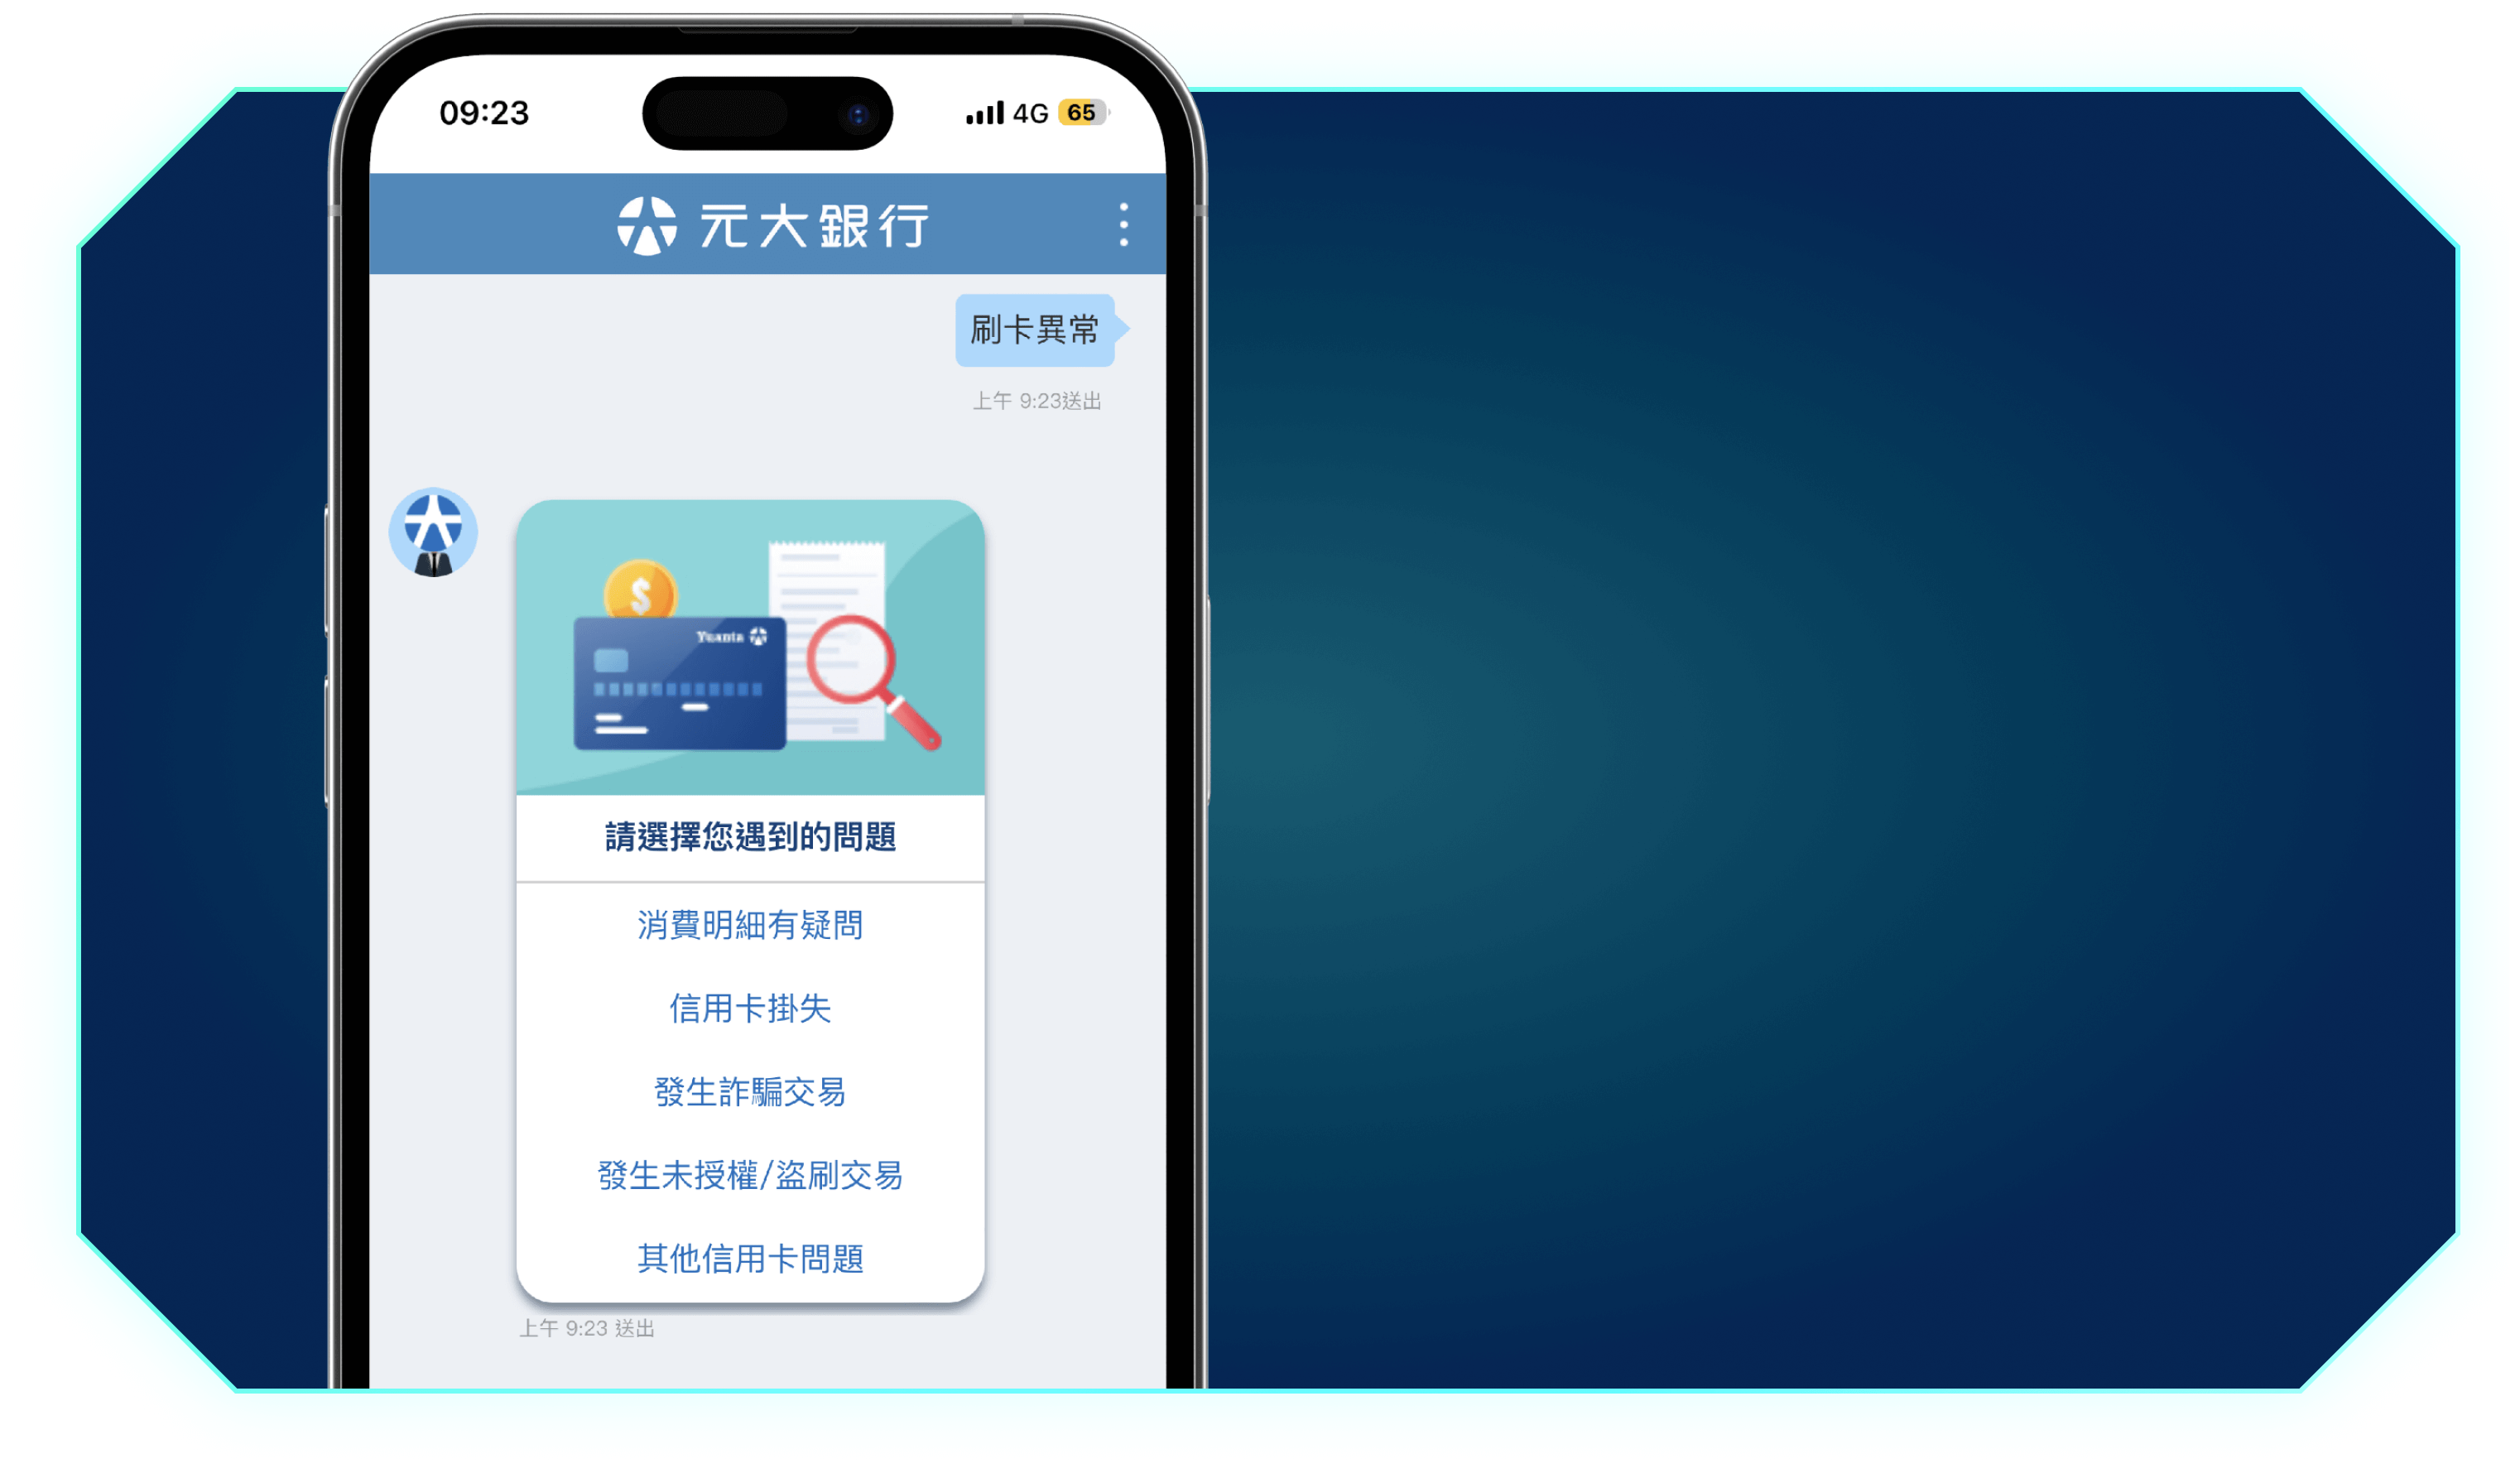 09:23
4G 65
元大銀行
刷卡異常
上午 9:23送出
Yuanta
請選擇您遇到的問題
消費明細有疑問
信用卡掛失
發生詐騙交易
發生未授權/盜刷交易
其他信用卡問題
上午 9:23 送出